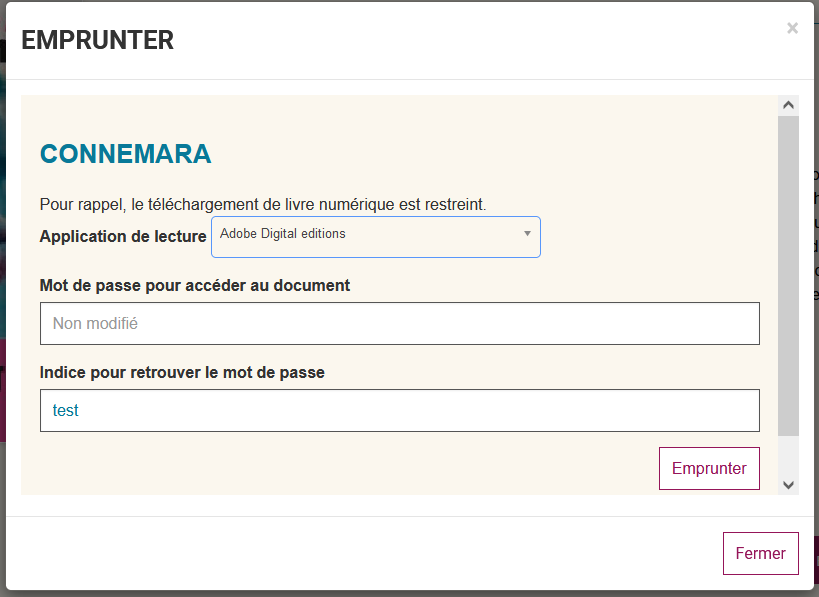 EMPRUNTER
×
CONNEMARA
Pour rappel, le téléchargement de livre numérique est restreint.
Application de lecture Adobe Digital editions
Mot de passe pour accéder au document
Non modifié
Indice pour retrouver le mot de passe
test
Emprunter
Fermer